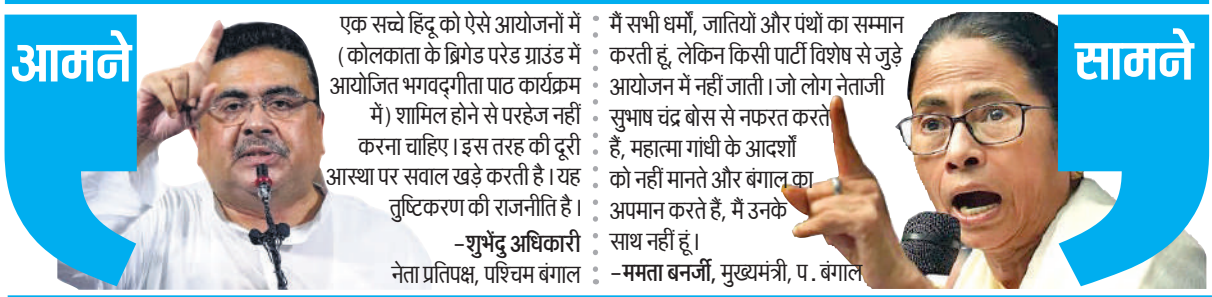 आमने
एक सच्चे हिंदू को ऐसे आयोजनों में
(कोलकाता के ब्रिगेड परेड ग्राउंड में
आयोजित भगवद्गीता पाठ कार्यक्रम
में) शामिल होने से परहेज नहीं
करना चाहिए। इस तरह की दूरी
आस्था पर सवाल खड़े करती है। यह
तुष्टिकरण की राजनीति है।
-शुभेंदु अधिकारी
नेता प्रतिपक्ष, पश्चिम बंगाल
मैं सभी धर्मों, जातियों और पंथों का सम्मान
करती हूं, लेकिन किसी पार्टी विशेष से जुड़े
आयोजन में नहीं जाती। जो लोग नेताजी
सुभाष चंद्र बोस से नफरत करते
हैं, महात्मा गांधी के आदर्शों
को नहीं मानते और बंगाल का
अपमान करते हैं, मैं उनके
साथ नहीं हूं।
-ममता बनर्जी, मुख्यमंत्री, प. बंगाल
सामने